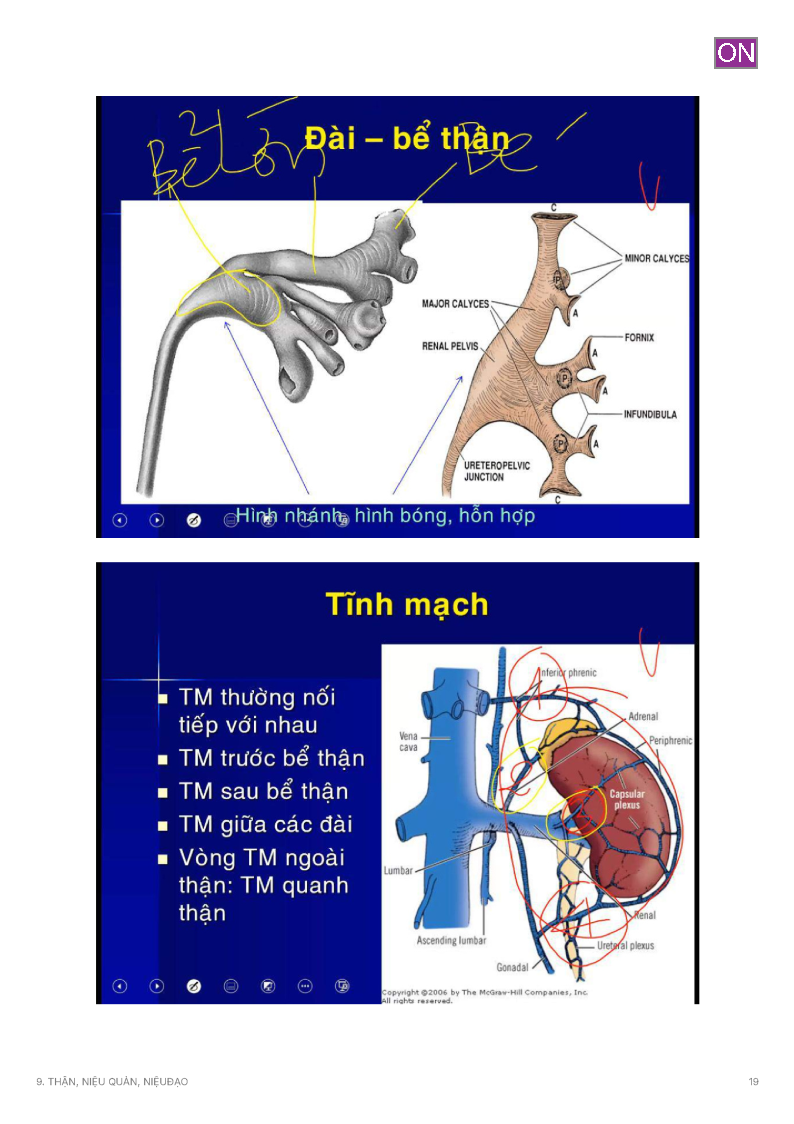 ON
Đài – bể thận
C
MINOR CALYCES
P
MAJOR CALYCES
A
RENAL PELVIS
FORNIX
A
P
A
INFUNDIBULA
P
A
URETEROPELVIC
JUNCTION
C
Hình nhánh, hình bóng, hỗn hợp
Tĩnh mạch
TM thường nối
tiếp với nhau
TM trước bể thận
TM sau bể thận
TM giữa các đài
Vòng TM ngoài
thận: TM quanh
thận
Inferior phrenic
Adrenal
Vena
cava
Periphrenic
Capsular
plexus
Lumbar
Renal
Ascending lumbar
Ureteral plexus
Gonadal
Copyright ©2006 by The McGraw-Hill Companies, Inc.
All rights reserved.
9. THẬN, NIỆU QUẢN, NIỆUĐẠO
19